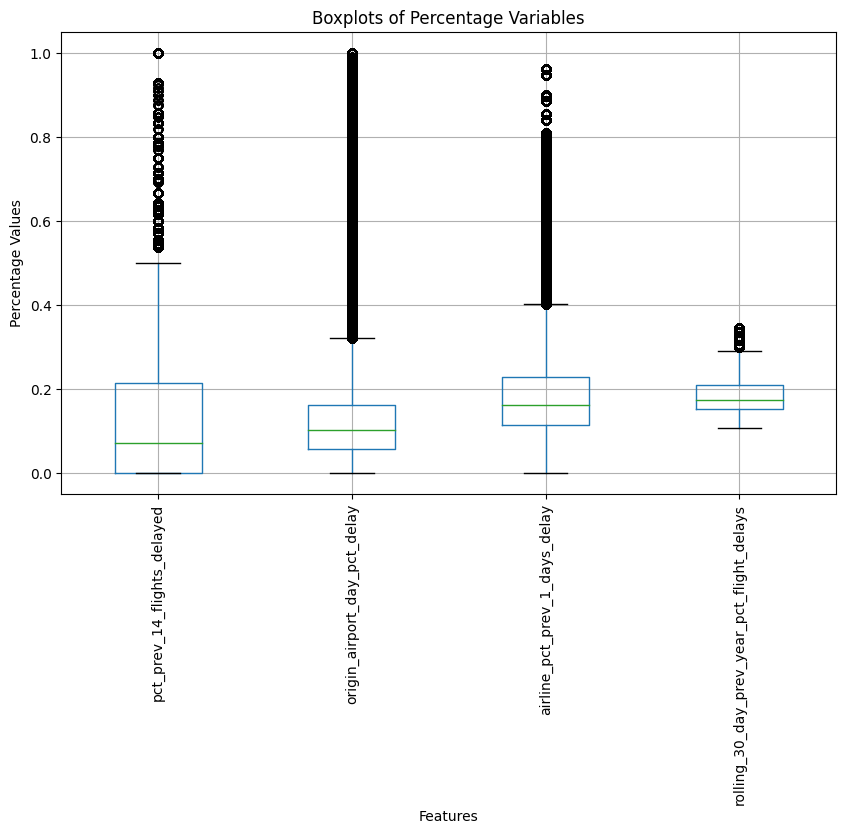 Boxplots of Percentage Variables
Percentage Values
1.0
0.8
0.6
0.4
0.2
0.0
pct_prev_14_flights_delayed
origin_airport_day_pct_delay
airline_pct_prev_1_days_delay
rolling_30_day_prev_year_pct_flight_delays
Features